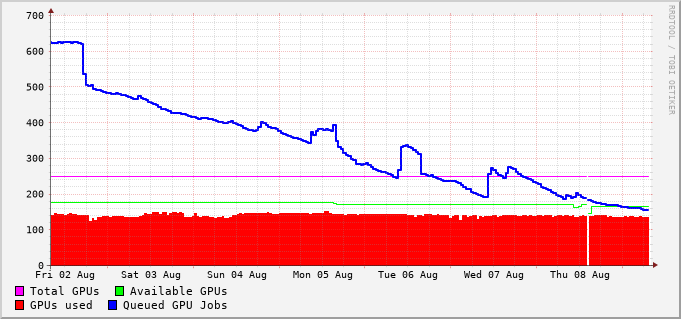 RRDTOOL / TOBI OETIKER
700
600
500
400
300
200
100
0
Fri 02 Aug Sat 03 Aug Sun 04 Aug Mon 05 Aug Tue 06 Aug Wed 07 Aug Thu 08 Aug
Total GPUs Available GPUs
GPUs used Queued GPU Jobs